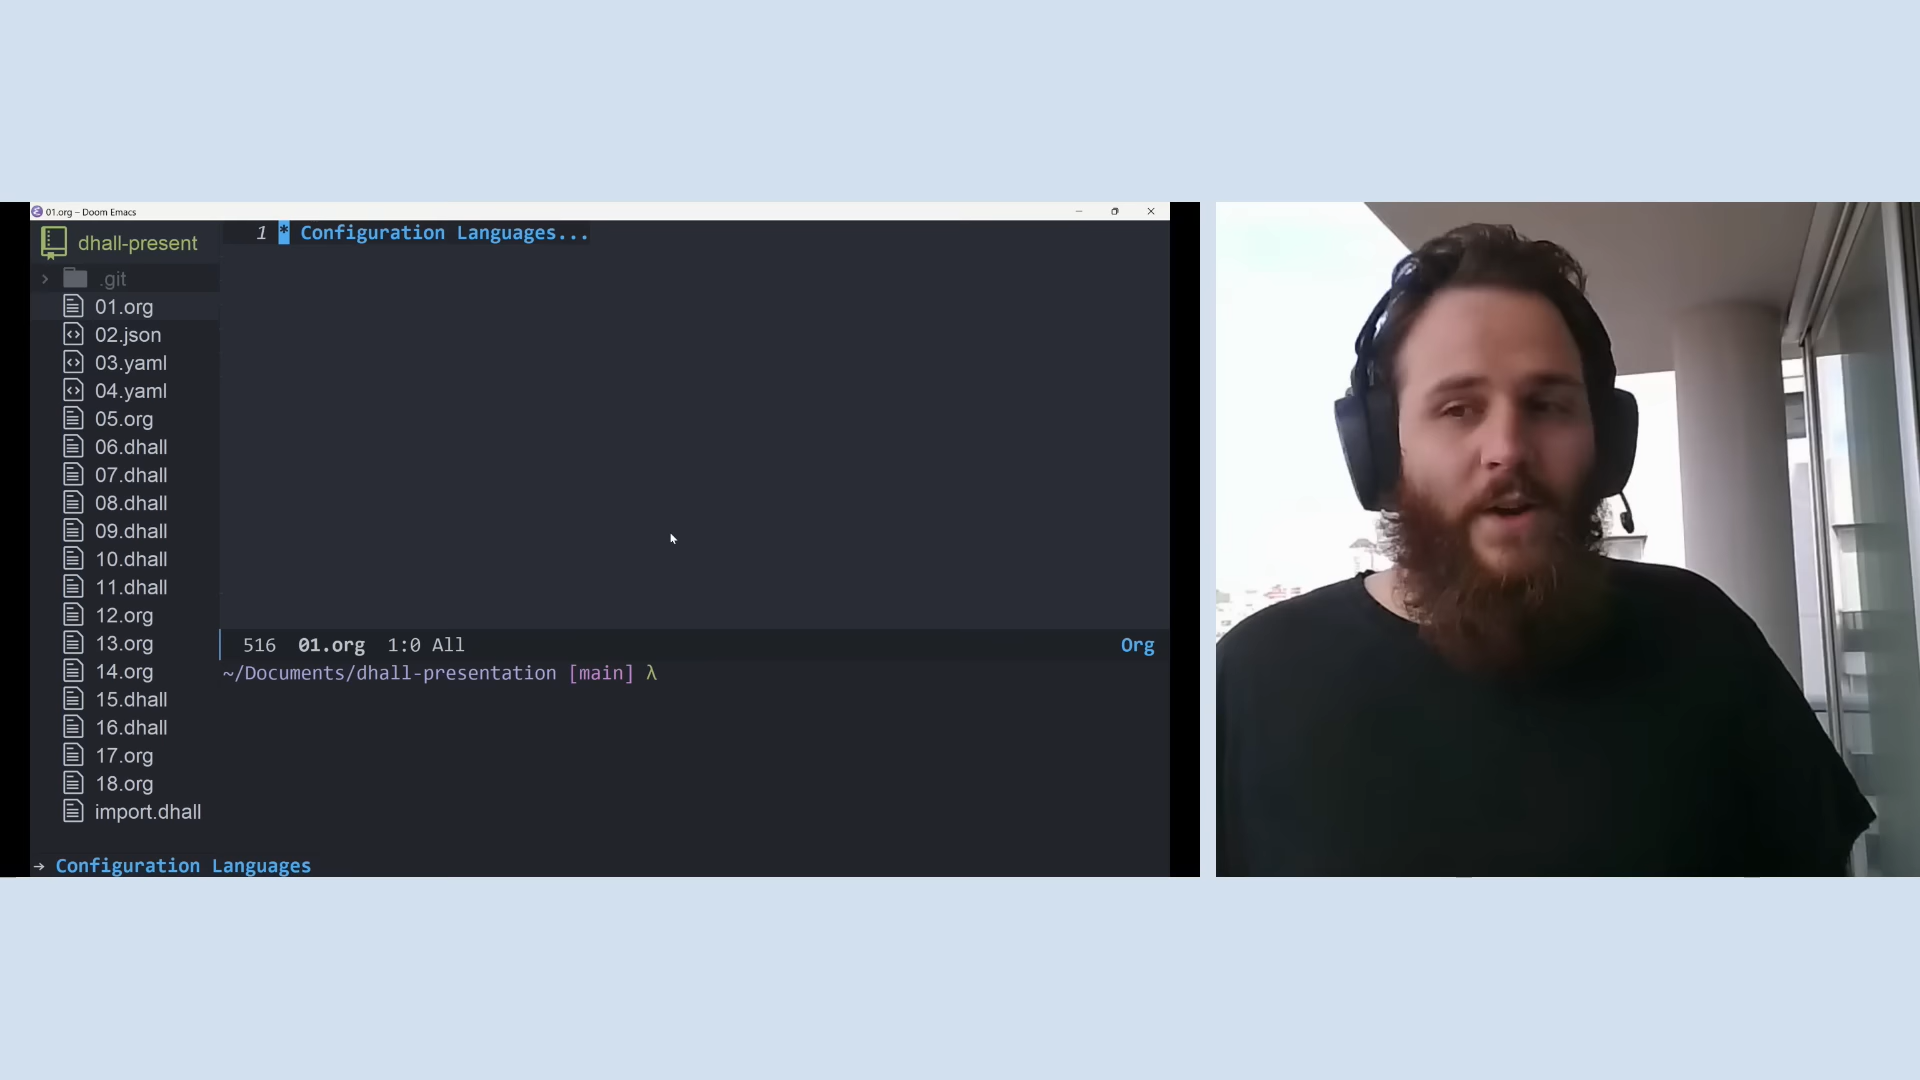 01.org – Doom Emacs
dhall-present
.git
01.org
02.json
03.yaml
04.yaml
05.org
06.dhall
07.dhall
08.dhall
09.dhall
10.dhall
11.dhall
12.org
13.org
14.org
15.dhall
16.dhall
17.org
18.org
import.dhall
1 * Configuration Languages...
516 01.org 1:0 All Org
~/Documents/dhall-presentation [main] λ
→ Configuration Languages